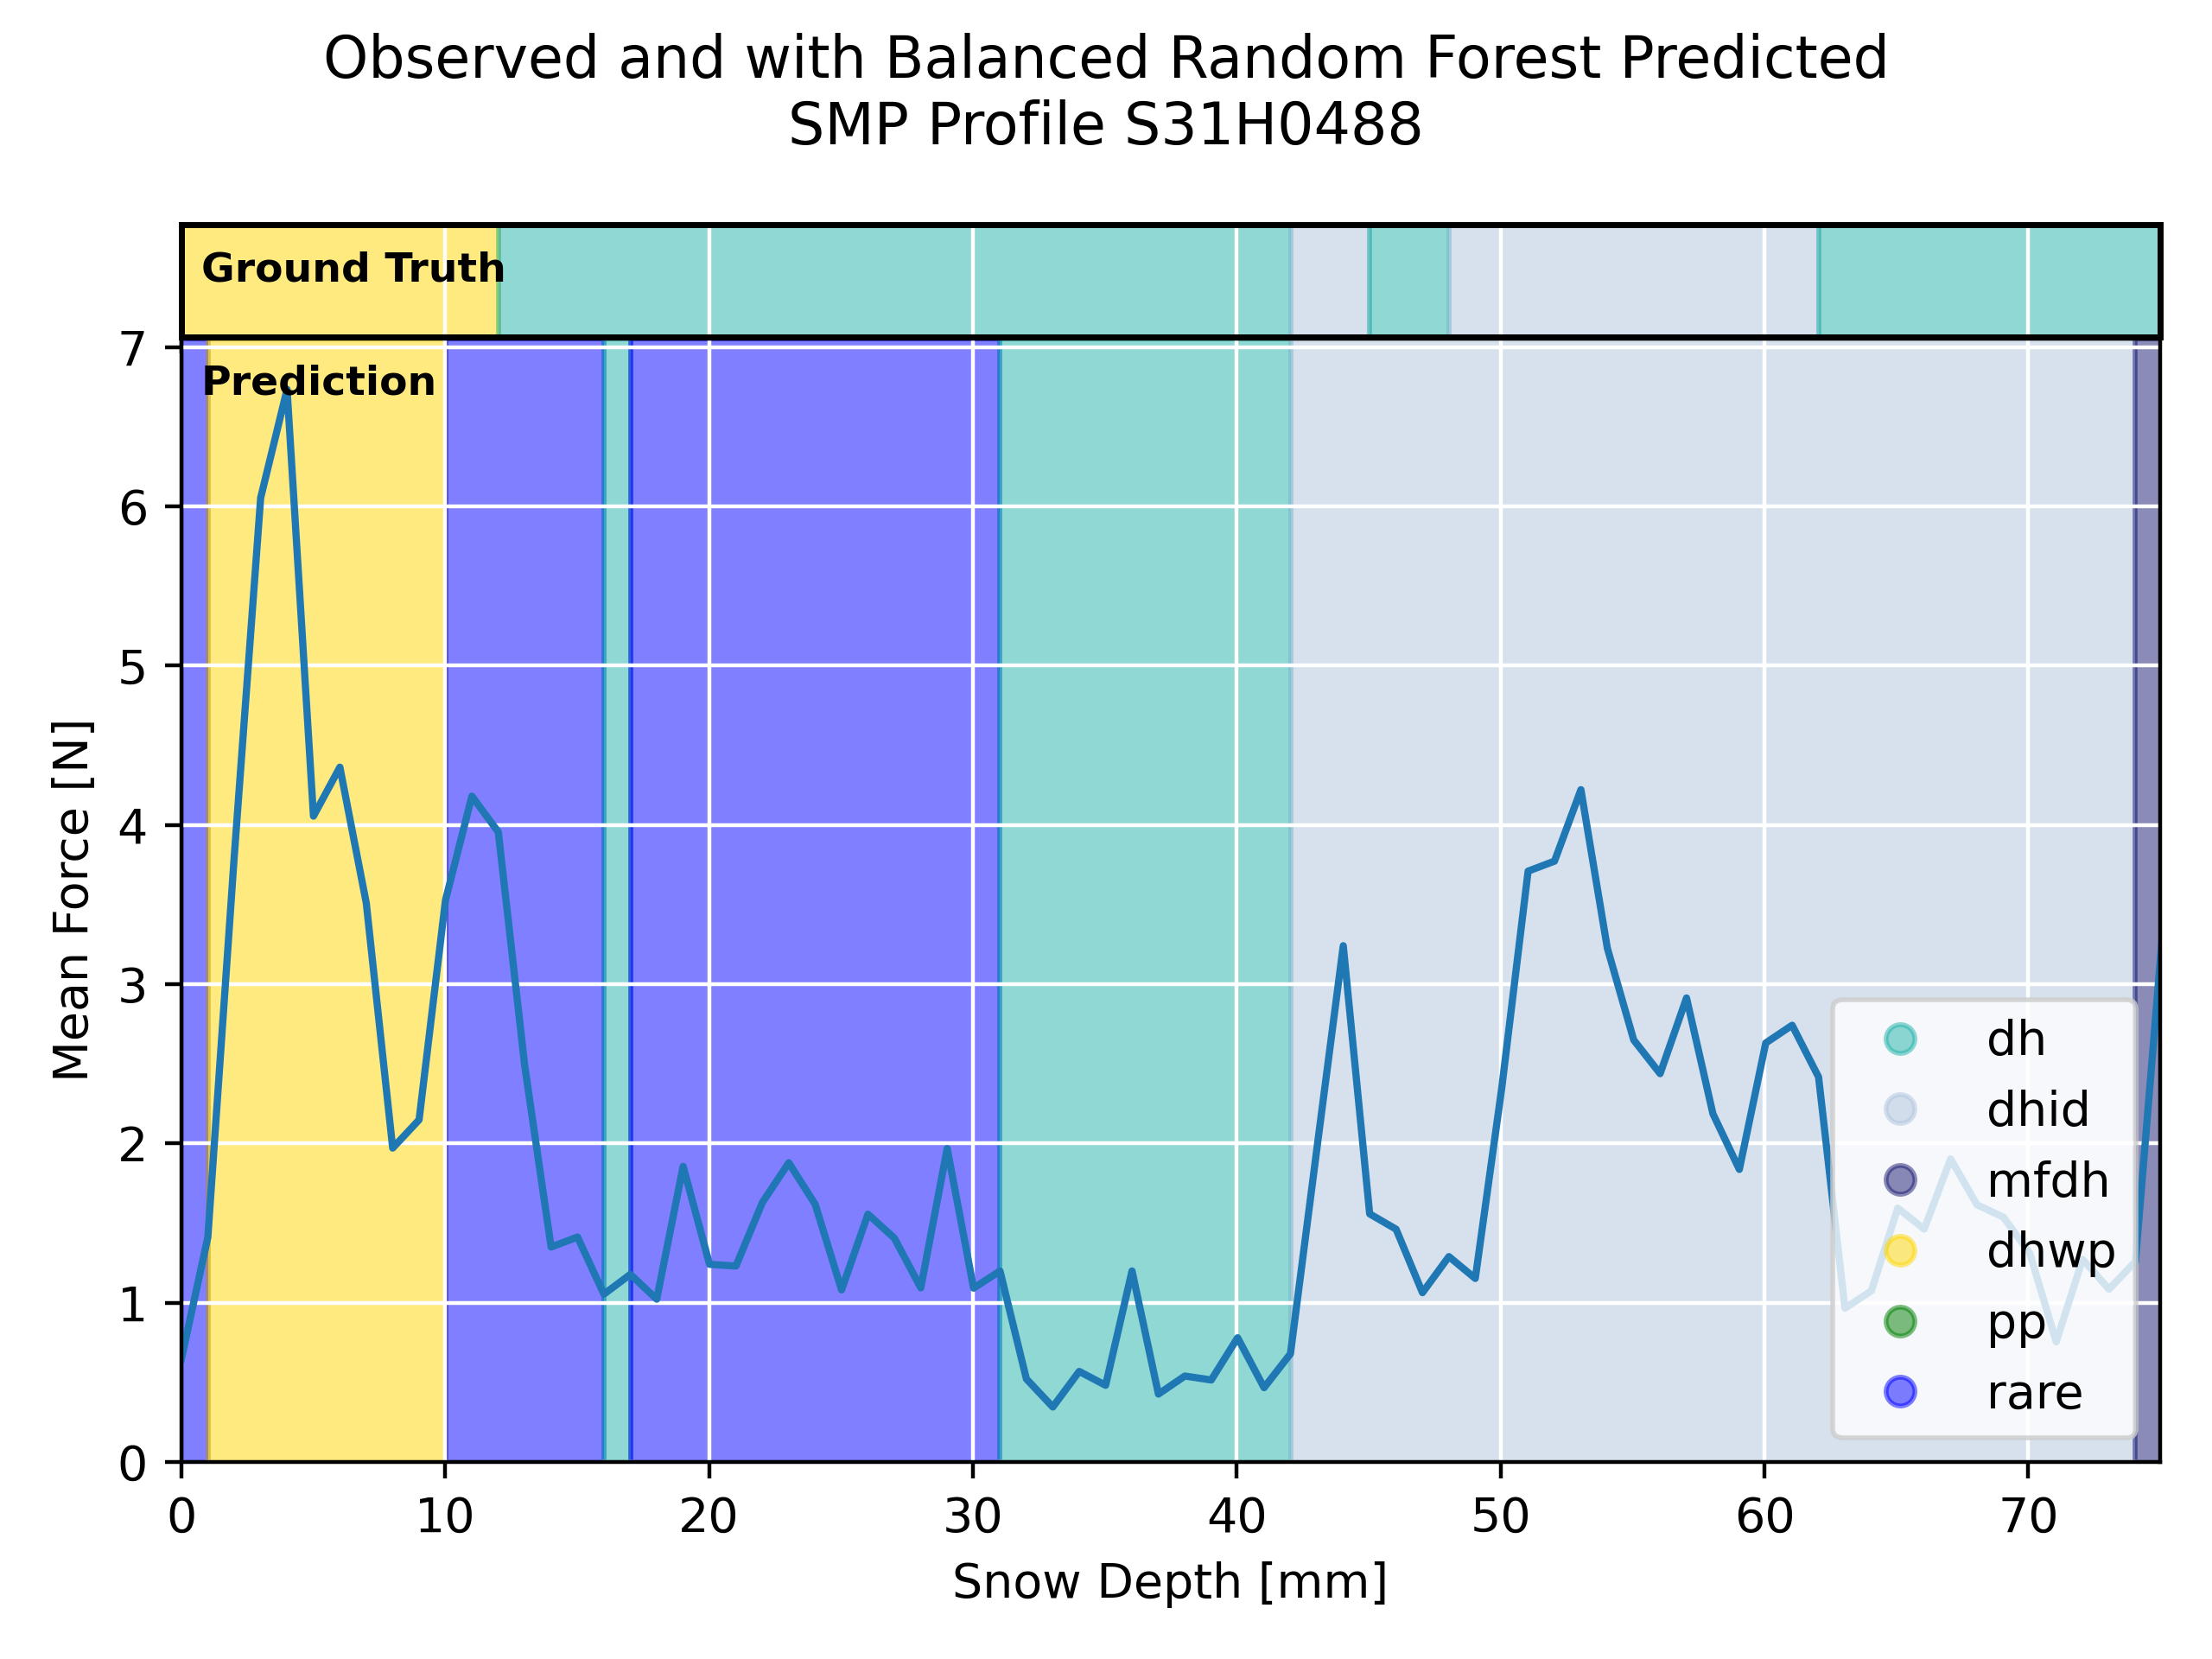 Observed and with Balanced Random Forest Predicted
SMP Profile S31H0488
Ground Truth
Prediction
7
6
5
4
3
2
1
0
Mean Force [N]
dh
dhid
mfdh
dhwp
pp
rare
0 10 20 30 40 50 60 70
Snow Depth [mm]